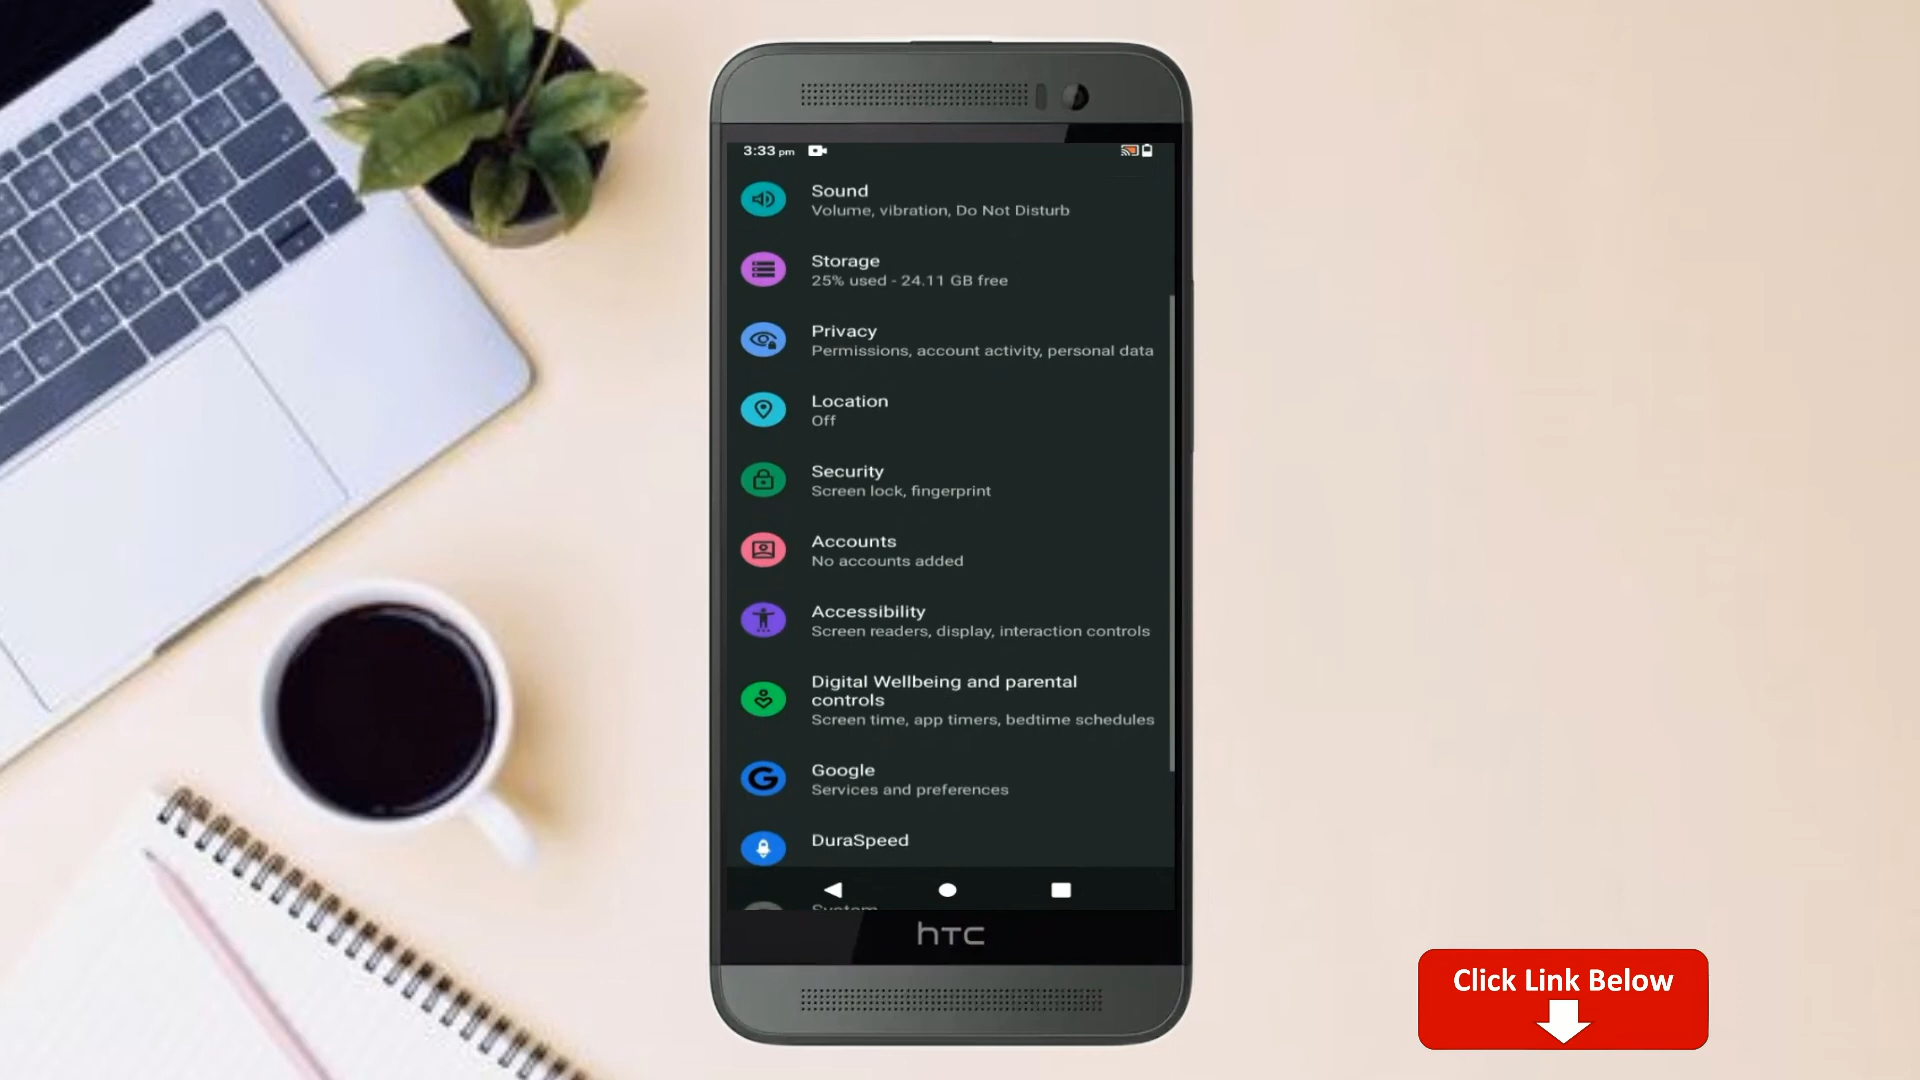 3:33 pm
Sound
Volume, vibration, Do Not Disturb
Storage
25% used - 24.11 GB free
Privacy
Permissions, account activity, personal data
Location
Off
Security
Screen lock, fingerprint
Accounts
No accounts added
Accessibility
Screen readers, display, interaction controls
Digital Wellbeing and parental
controls
Screen time, app timers, bedtime schedules
Google
Services and preferences
DuraSpeed
System
hTC
Click Link Below